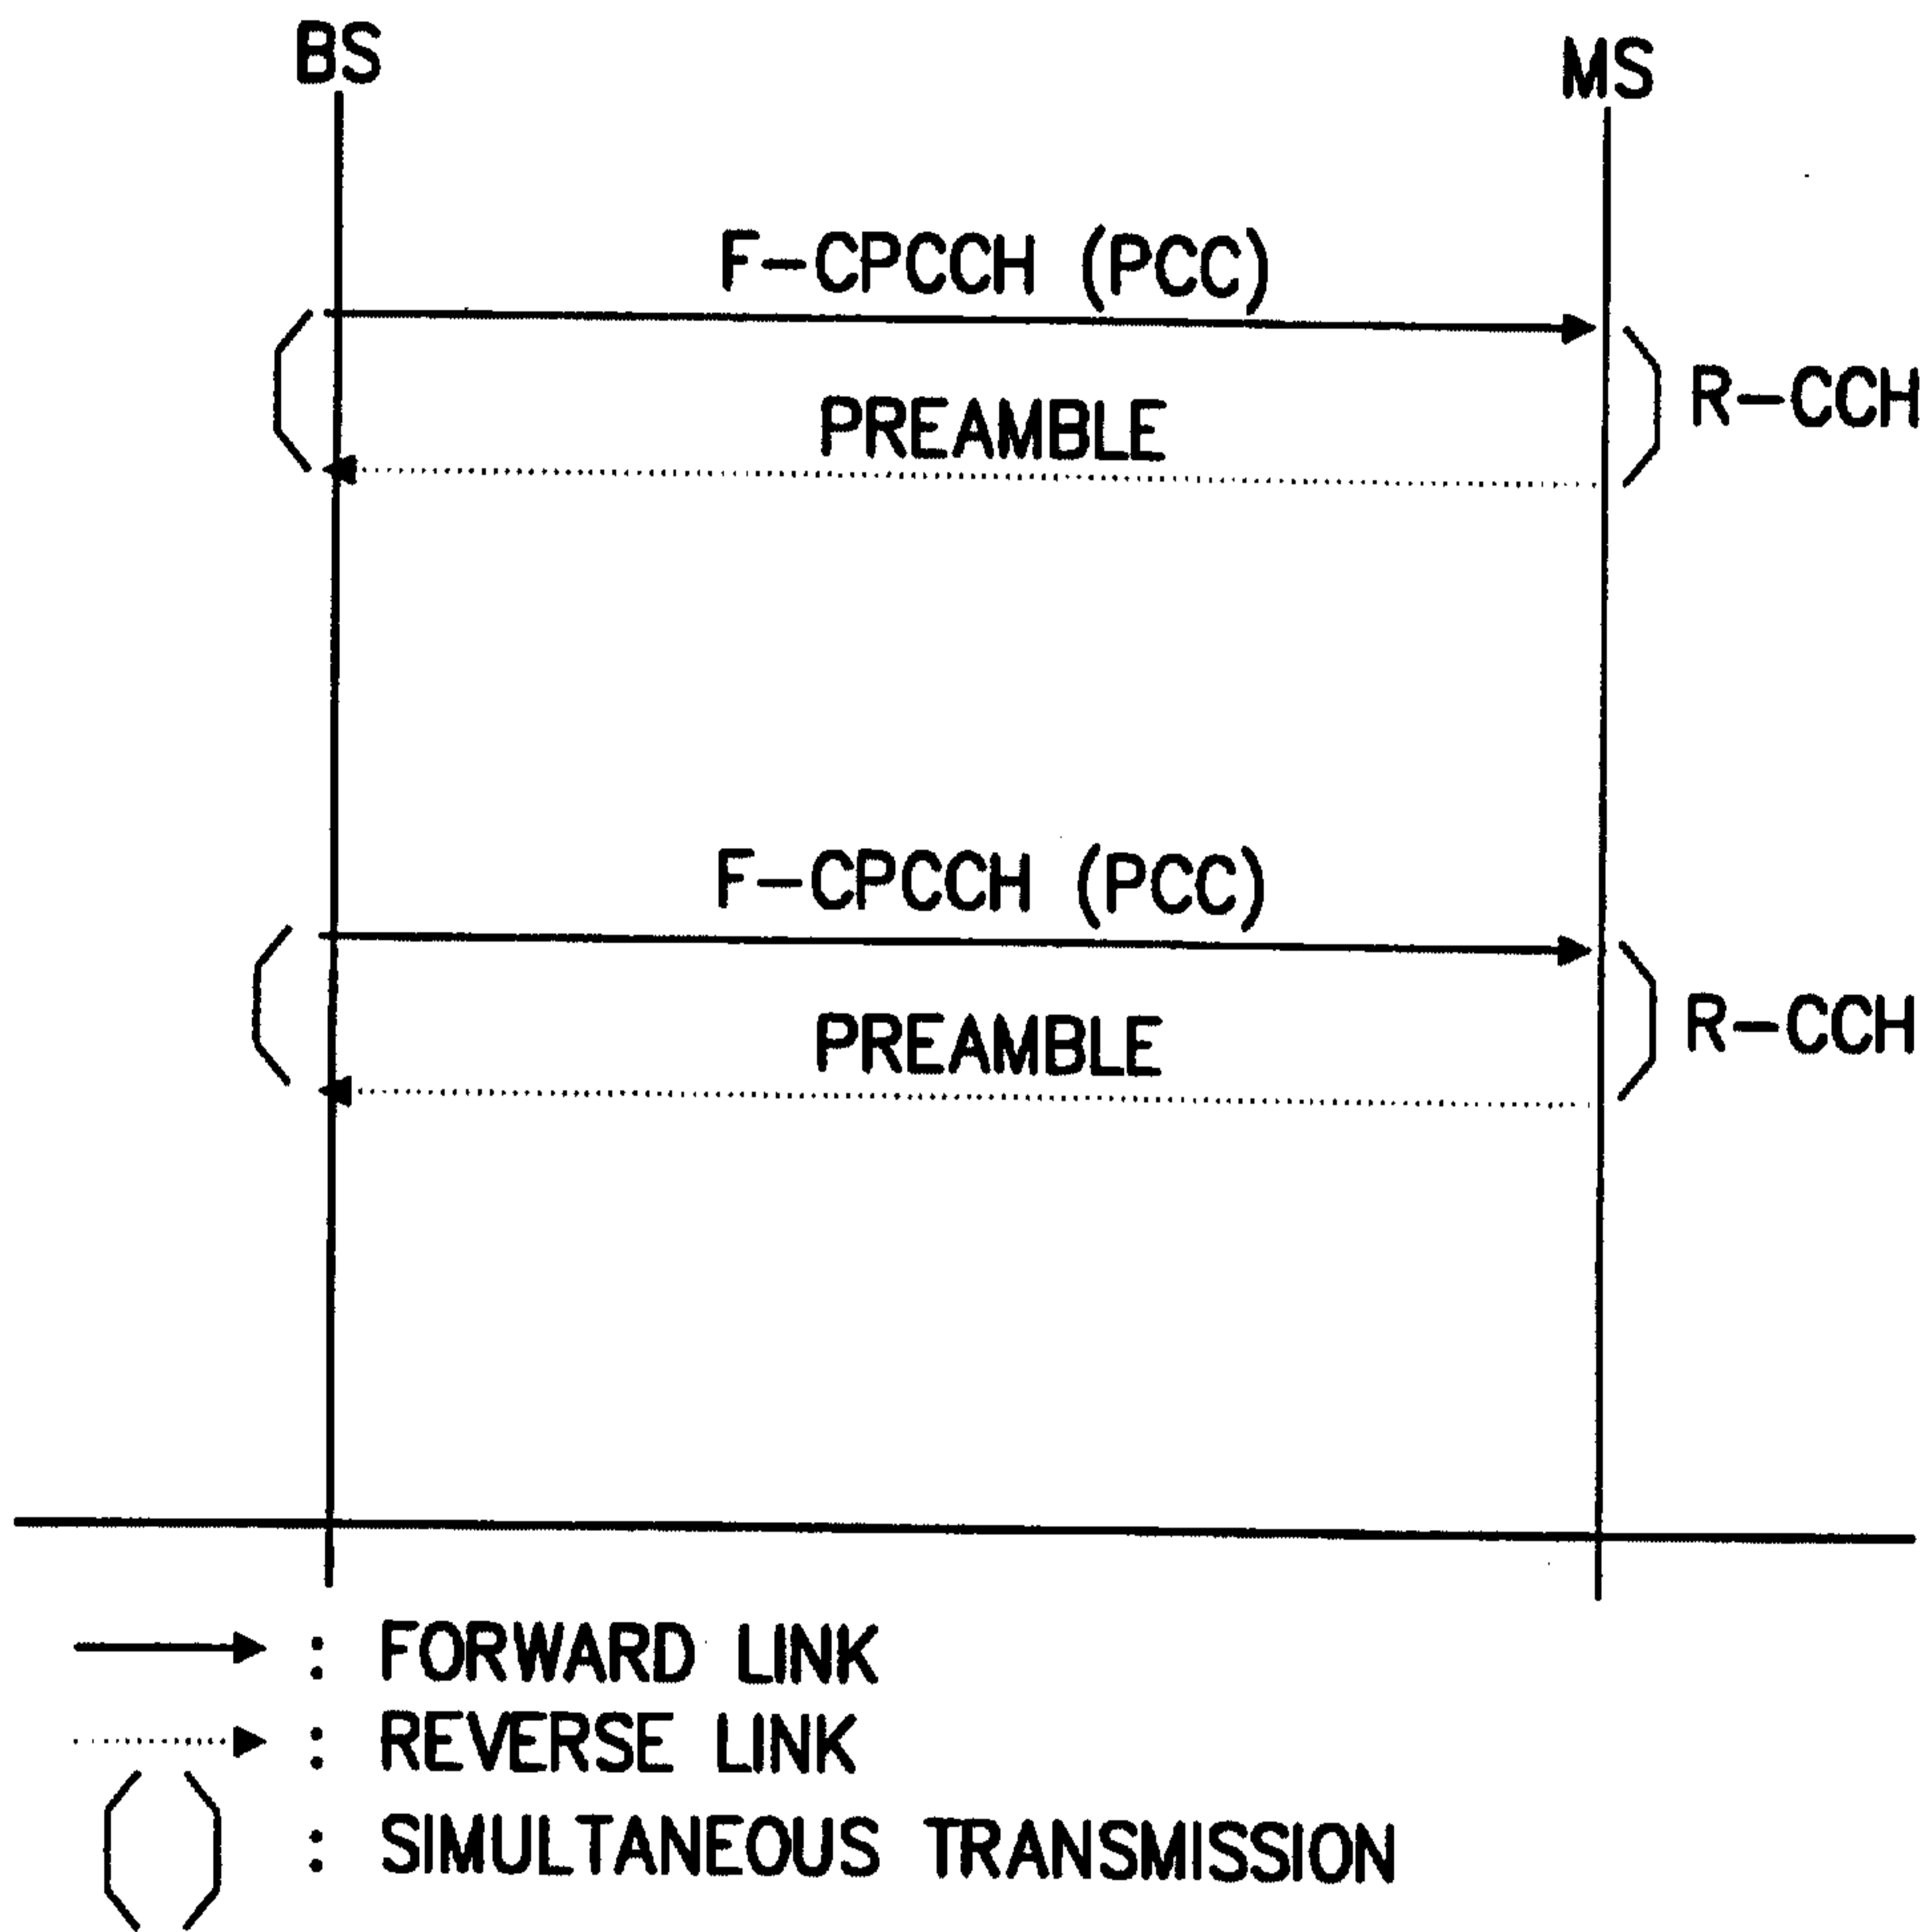 BS
MS
F-CPCCH (PCC)
PREAMBLE
R-CCH
F-CPCCH (PCC)
PREAMBLE
R-CCH
: FORWARD LINK
: REVERSE LINK
: SIMULTANEOUS TRANSMISSION